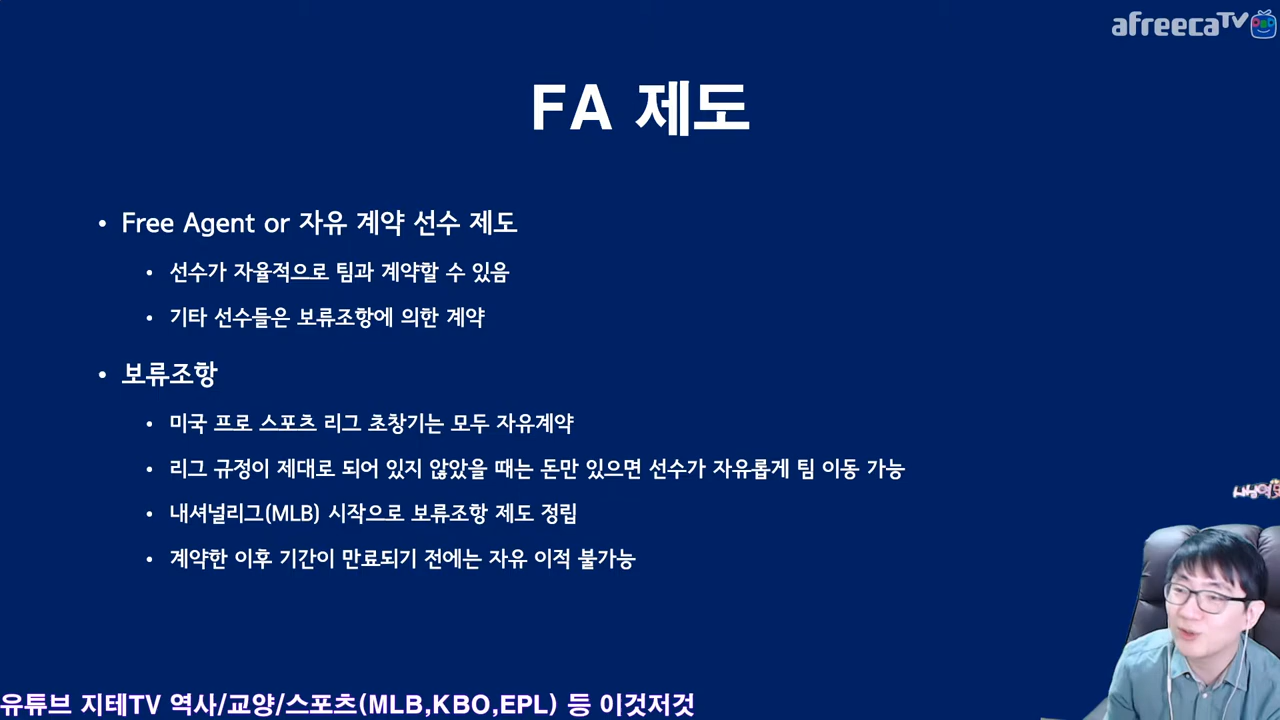 afreecaTV
FA 제도
• Free Agent or 자유 계약 선수 제도
• 선수가 자율적으로 팀과 계약할 수 있음
• 기타 선수들은 보류조항에 의한 계약
• 보류조항
• 미국 프로 스포츠 리그 초창기는 모두 자유계약
• 리그 규정이 제대로 되어 있지 않았을 때는 돈만 있으면 선수가 자유롭게 팀 이동 가능
• 내셔널리그(MLB) 시작으로 보류조항 제도 정립
• 계약한 이후 기간이 만료되기 전에는 자유 이적 불가능
유튜브 지테TV 역사/교양/스포츠(MLB,KBO,EPL) 등 이것저것